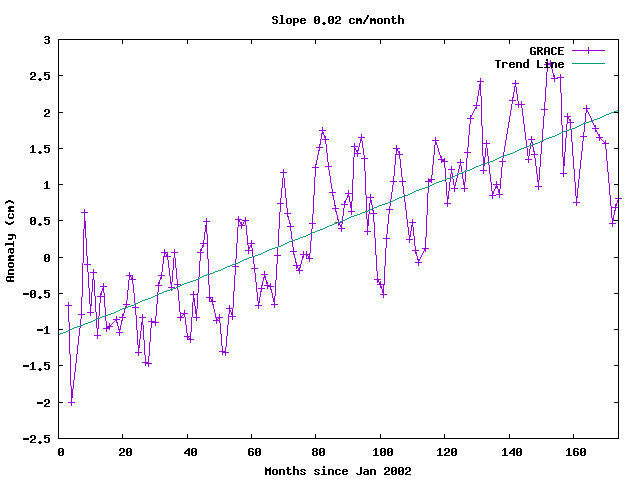 Slope 0.02 cm/month
GRACE
Trend Line
3
2.5
2
1.5
1
0.5
0
-0.5
-1
-1.5
-2
-2.5
Anomaly (cm)
0 20 40 60 80 100 120 140 160
Months since Jan 2002